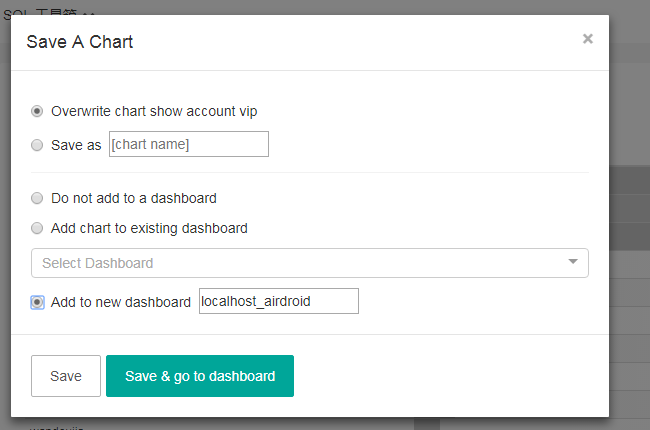 SQL 工具箱
Save A Chart
×
Overwrite chart show account vip
Save as [chart name]
Do not add to a dashboard
Add chart to existing dashboard
Select Dashboard
Add to new dashboard localhost_airdroid
Save Save & go to dashboard